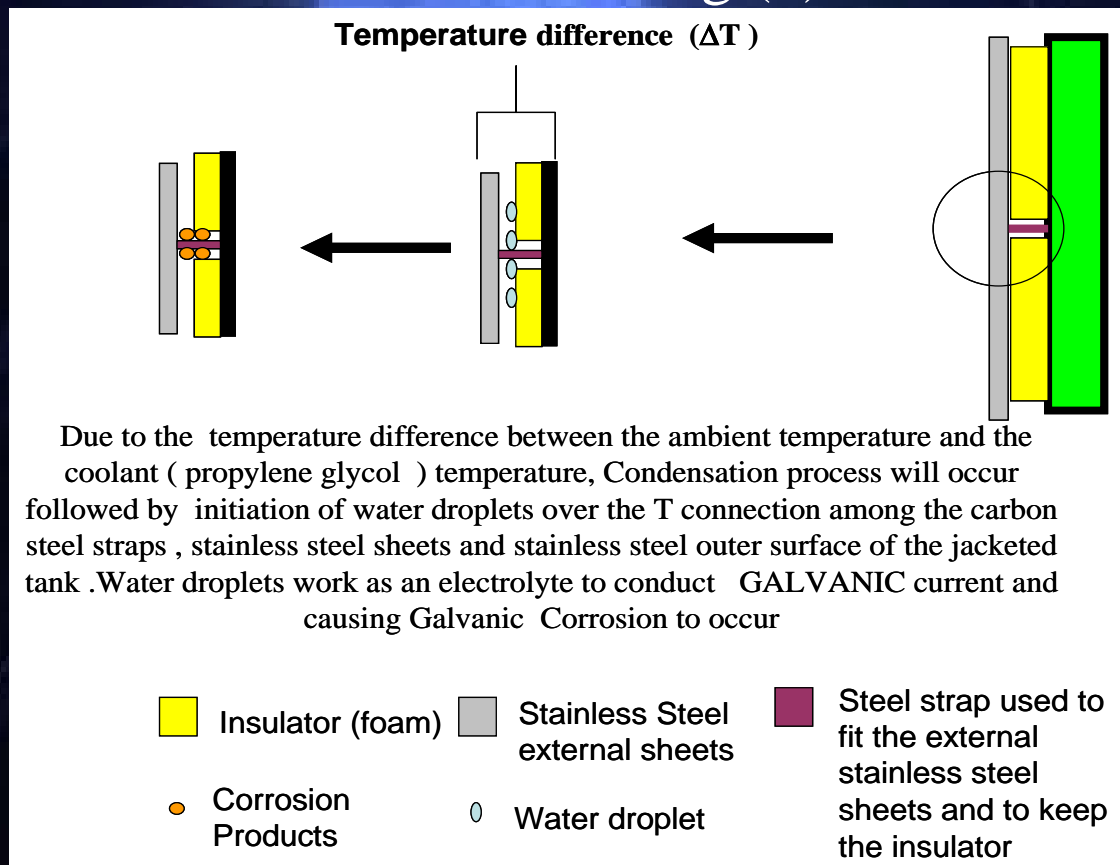 Temperature difference (ΔT )
Due to the temperature difference between the ambient temperature and the
coolant ( propylene glycol ) temperature, Condensation process will occur
followed by initiation of water droplets over the T connection among the carbon
steel straps , stainless steel sheets and stainless steel outer surface of the jacketed
tank .Water droplets work as an electrolyte to conduct GALVANIC current and
causing Galvanic Corrosion to occur
Insulator (foam)
Stainless Steel
external sheets
Steel strap used to
fit the external
stainless steel
sheets and to keep
the insulator
Corrosion
Products
Water droplet